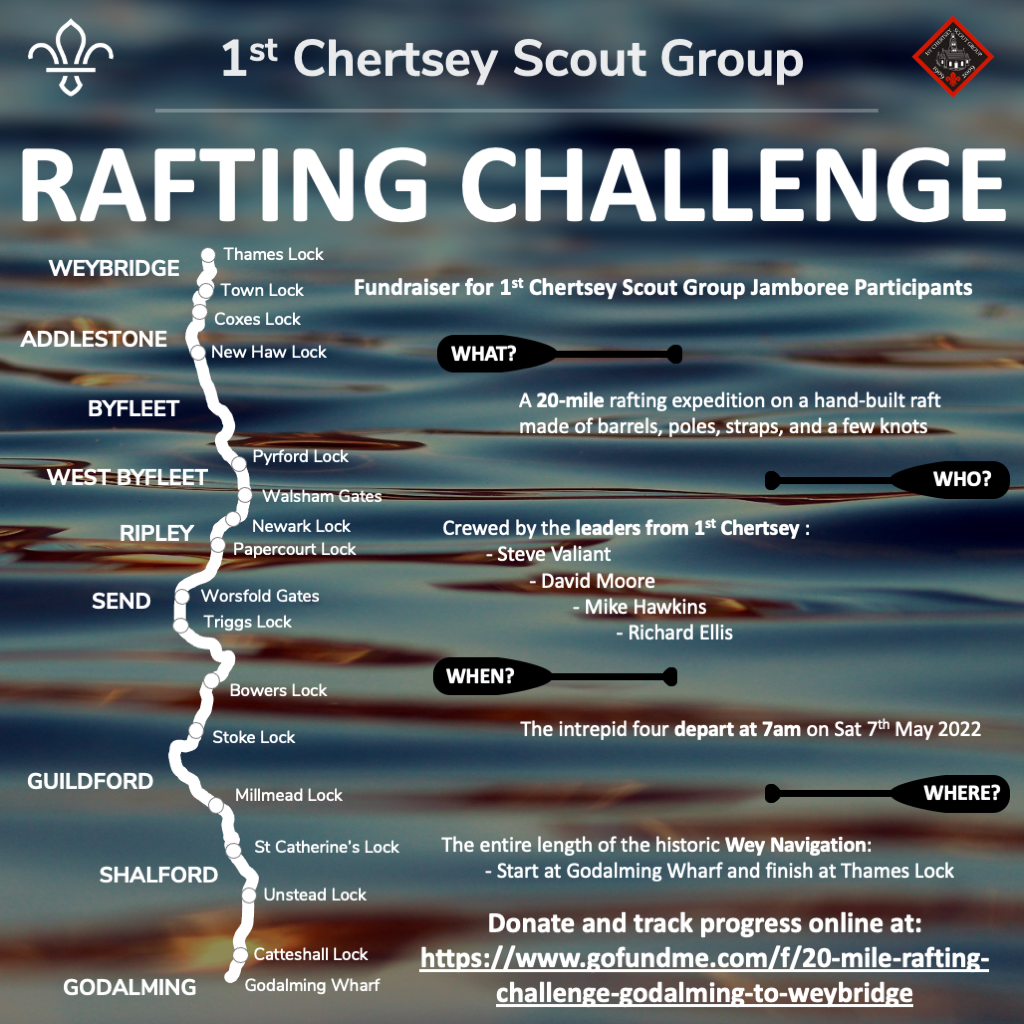 1st Chertsey Scout Group
1ST CHERTSEY SCOUT GROUP
1909 2009
RAFTING CHALLENGE
WEYBRIDGE
Thames Lock
Town Lock
Coxes Lock
ADDLESTONE
New Haw Lock
BYFLEET
Pyrford Lock
WEST BYFLEET
Walsham Gates
Newark Lock
RIPLEY
Papercourt Lock
SEND
Worsfold Gates
Triggs Lock
Bowers Lock
Stoke Lock
GUILDFORD
Millmead Lock
St Catherine's Lock
SHALFORD
Unstead Lock
Catteshall Lock
GODALMING
Godalming Wharf
Fundraiser for 1st Chertsey Scout Group Jamboree Participants
WHAT?
A 20-mile rafting expedition on a hand-built raft
made of barrels, poles, straps, and a few knots
WHO?
Crewed by the leaders from 1st Chertsey :
- Steve Valiant
- David Moore
- Mike Hawkins
- Richard Ellis
WHEN?
The intrepid four depart at 7am on Sat 7th May 2022
WHERE?
The entire length of the historic Wey Navigation:
- Start at Godalming Wharf and finish at Thames Lock
Donate and track progress online at:
https://www.gofundme.com/f/20-mile-rafting-
challenge-godalming-to-weybridge